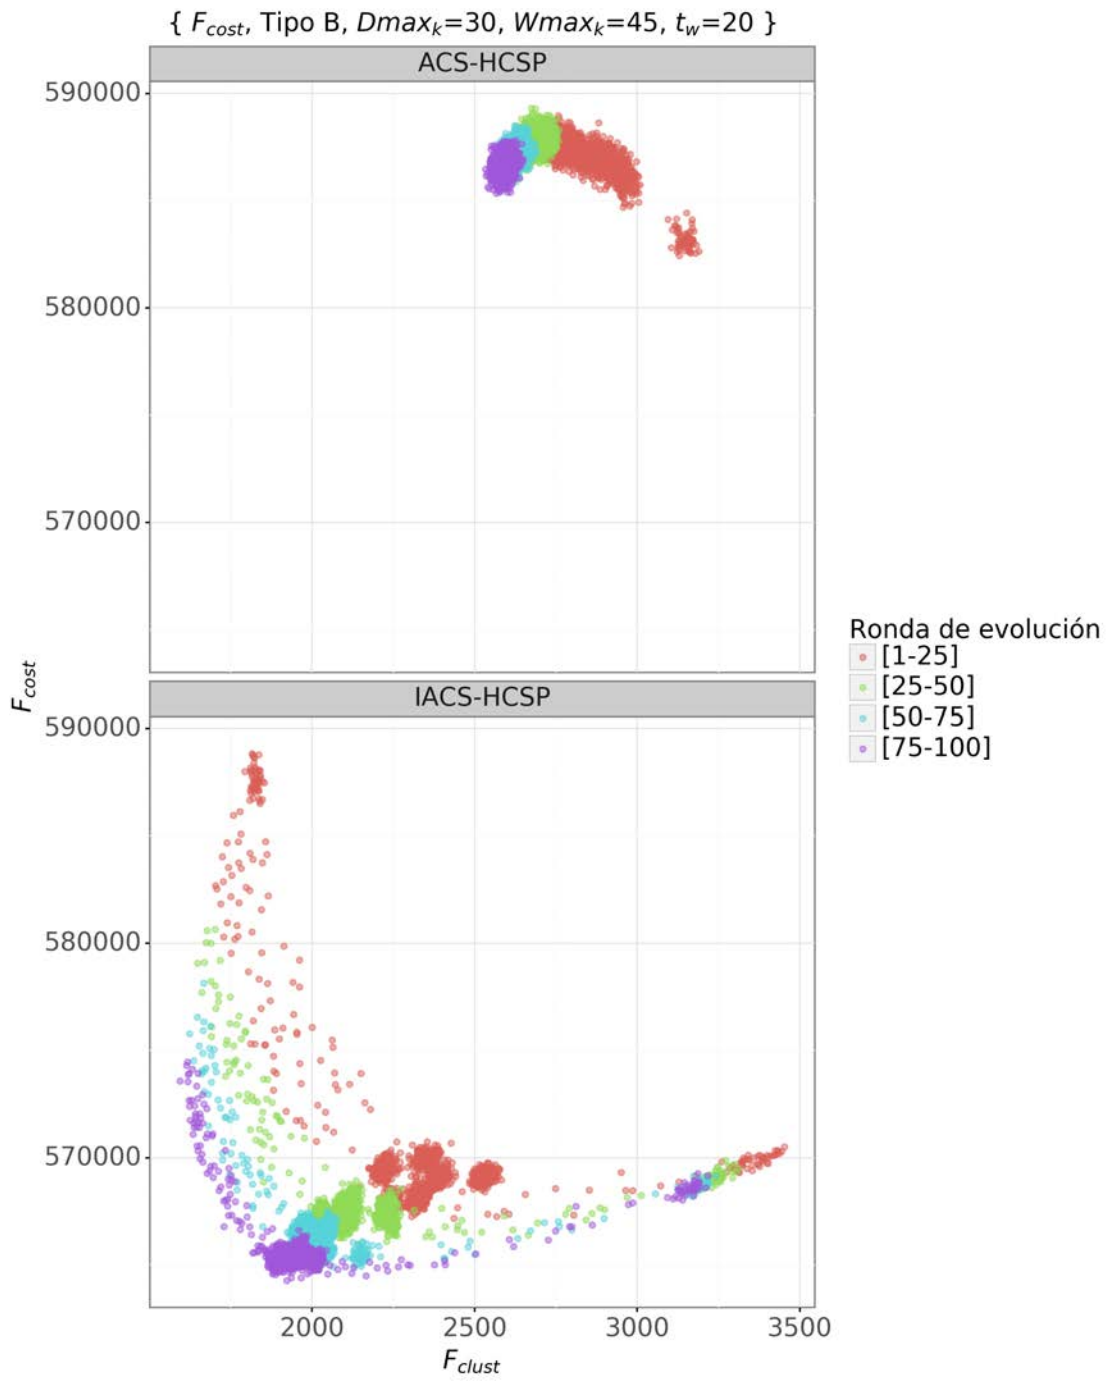 { F_cost, Tipo B, Dmax_k=30, Wmax_k=45, t_w=20 }
ACS-HCSP
590000
580000
570000
F_cost
IACS-HCSP
590000
580000
570000
2000 2500 3000 3500
F_clust
Ronda de evolución
[1-25]
[25-50]
[50-75]
[75-100]